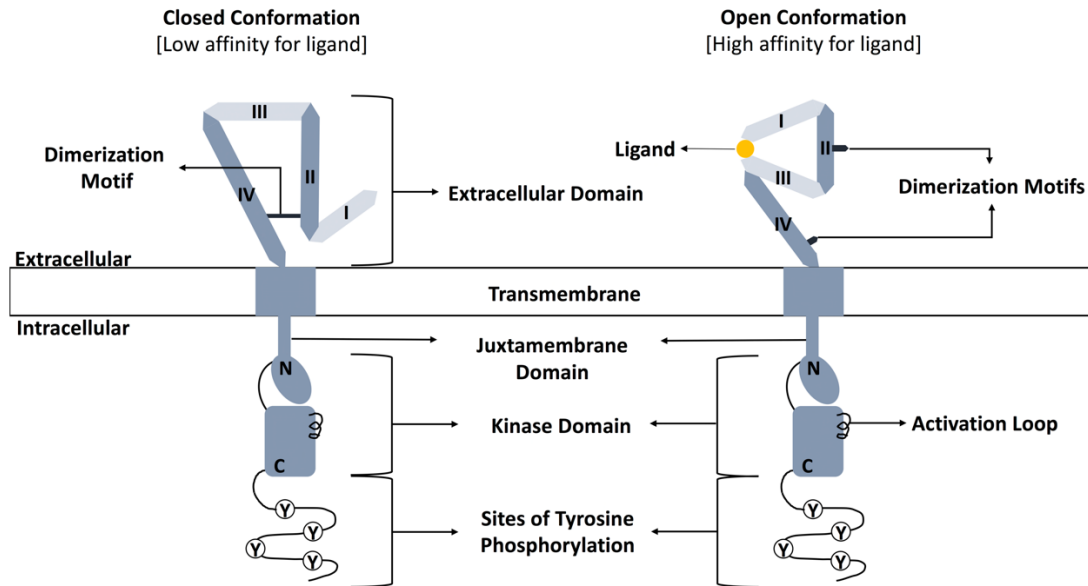 Closed Conformation
[Low affinity for ligand]
Open Conformation
[High affinity for ligand]
III
II
IV
I
Dimerization
Motif
Extracellular Domain
Ligand
I
II
III
IV
Dimerization Motifs
Extracellular
Transmembrane
Intracellular
Juxtamembrane
Domain
N
N
Kinase Domain
Activation Loop
C
C
Sites of Tyrosine
Phosphorylation
Y
Y
Y
Y
Y
Y
Y
Y